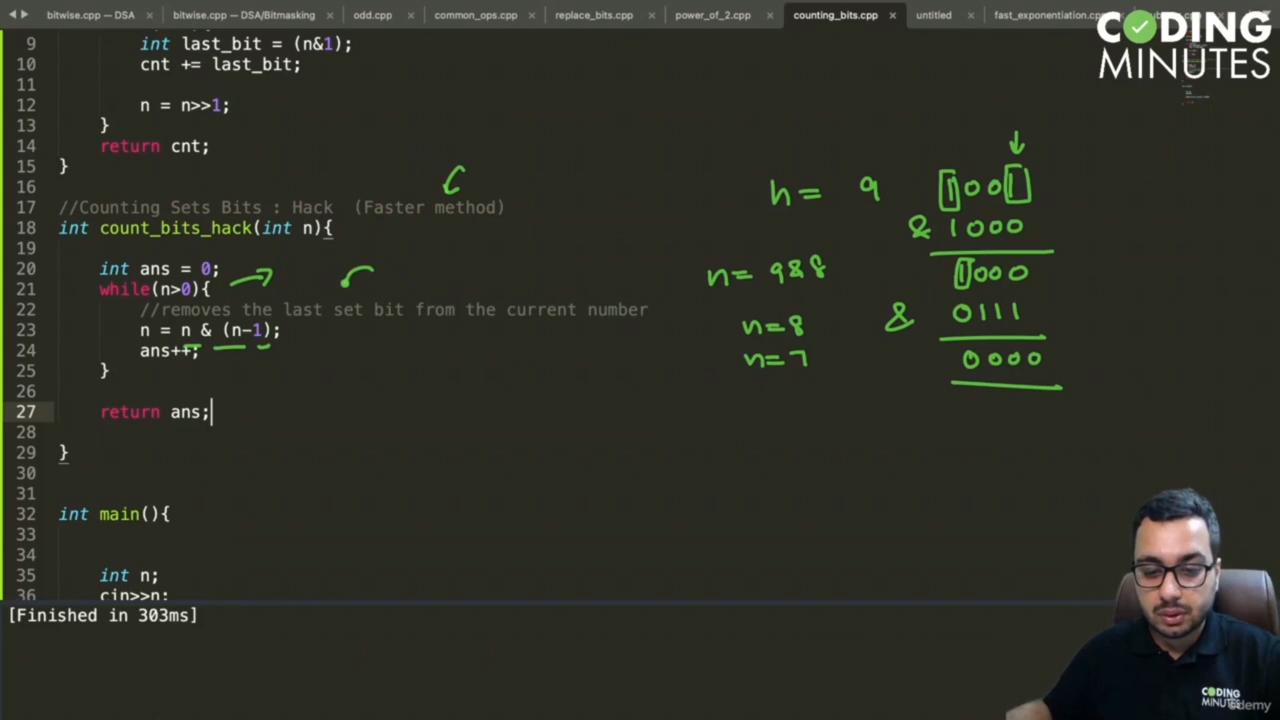 bitwise.cpp — DSA bitwise.cpp — DSA/Bitmasking odd.cpp common_ops.cpp replace_bits.cpp power_of_2.cpp counting_bits.cpp untitled fast_exponentiation.cpp
CODING
MINUTES
9 int last_bit = (n&1);
10 cnt += last_bit;
11
12 n = n>>1;
13 }
14 return cnt;
15 }
16
17 //Counting Sets Bits : Hack (Faster method)
18 int count_bits_hack(int n){
19
20 int ans = 0;
21 while(n>0){
22 //removes the last set bit from the current number
23 n = n & (n-1);
24 ans++;
25 }
26
27 return ans;
28
29 }
30
31
32 int main(){
33
34
35 int n;
36 cin>>n;
[Finished in 303ms]
n = 9 1001
& 1000
n = 988 1000
n=8 & 0111
n=7 0000
CODING
MINUTES
udemy